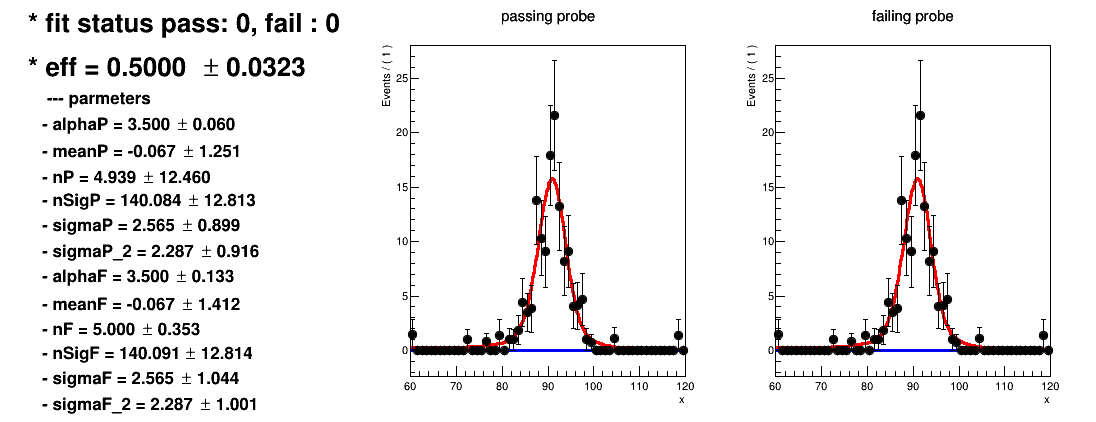 * fit status pass: 0, fail : 0
* eff = 0.5000 ± 0.0323
--- parmeters
- alphaP = 3.500 ± 0.060
- meanP = -0.067 ± 1.251
- nP = 4.939 ± 12.460
- nSigP = 140.084 ± 12.813
- sigmaP = 2.565 ± 0.899
- sigmaP_2 = 2.287 ± 0.916
- alphaF = 3.500 ± 0.133
- meanF = -0.067 ± 1.412
- nF = 5.000 ± 0.353
- nSigF = 140.091 ± 12.814
- sigmaF = 2.565 ± 1.044
- sigmaF_2 = 2.287 ± 1.001
passing probe
Events / ( 1 )
25
20
15
10
5
0
60 70 80 90 100 110 120
x
failing probe
Events / ( 1 )
25
20
15
10
5
0
60 70 80 90 100 110 120
x